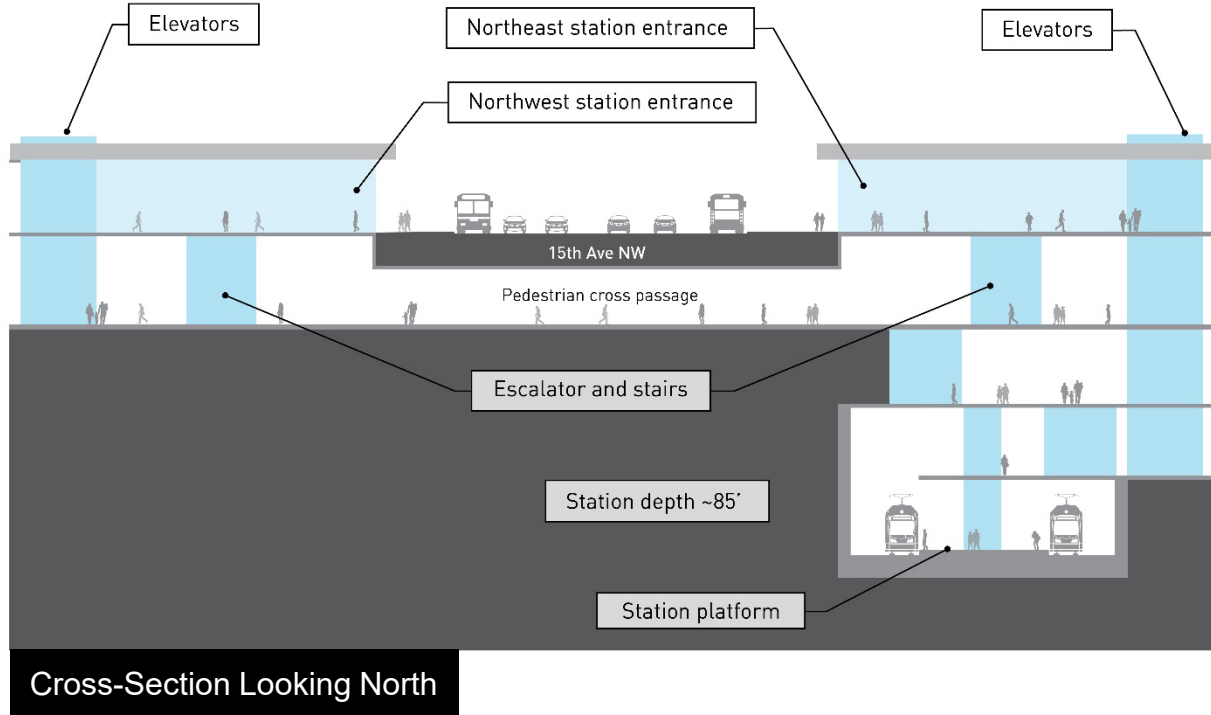 Elevators
Northeast station entrance
Elevators
Northwest station entrance
15th Ave NW
Pedestrian cross passage
Escalator and stairs
Station depth ~85’
Station platform
Cross-Section Looking North